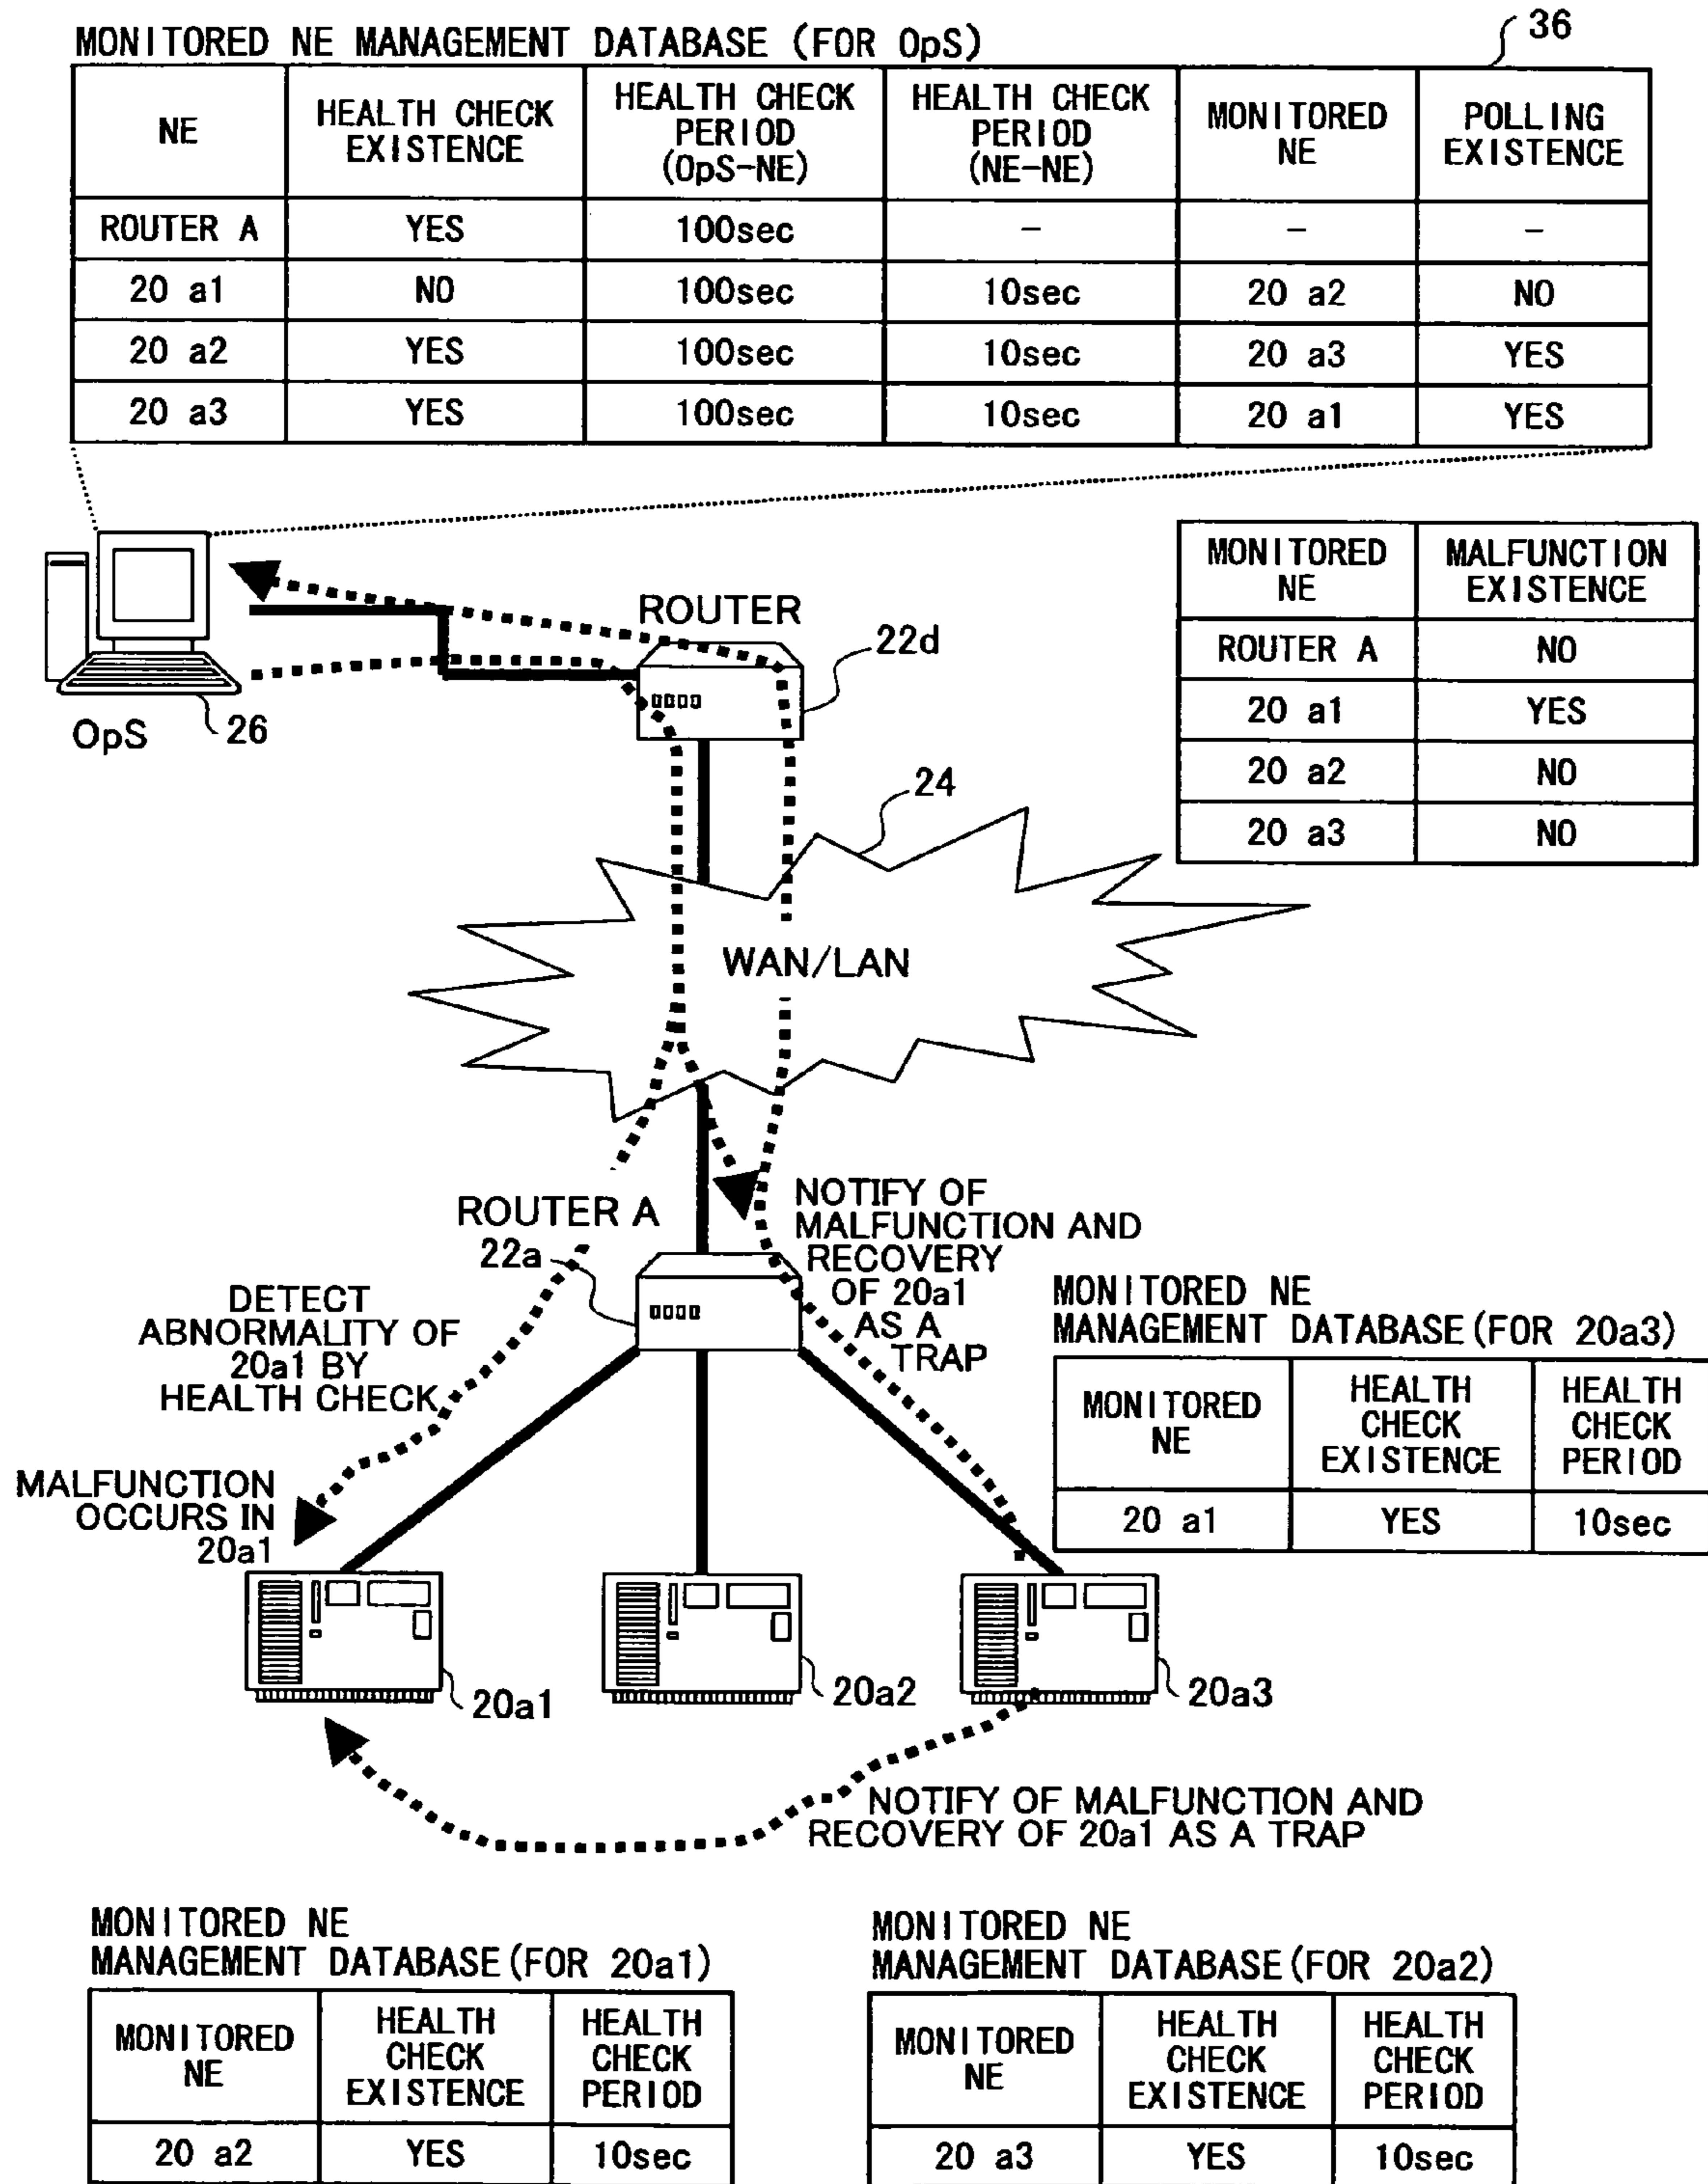 36
MONITORED NE MANAGEMENT DATABASE (FOR OpS)
NE
HEALTH CHECK
EXISTENCE
HEALTH CHECK
PERIOD
(OpS-NE)
HEALTH CHECK
PERIOD
(NE-NE)
MONITORED
NE
POLLING
EXISTENCE
ROUTER A YES 100sec - - -
20 a1 NO 100sec 10sec 20 a2 NO
20 a2 YES 100sec 10sec 20 a3 YES
20 a3 YES 100sec 10sec 20 a1 YES
MONITORED
NE
MALFUNCTION
EXISTENCE
ROUTER A NO
20 a1 YES
20 a2 NO
20 a3 NO
ROUTER
22d
OpS
26
24
WAN/LAN
ROUTER A
22a
NOTIFY OF
MALFUNCTION AND
RECOVERY
OF 20a1
AS A
TRAP
DETECT
ABNORMALITY OF
20a1 BY
HEALTH CHECK
MONITORED NE
MANAGEMENT DATABASE(FOR 20a3)
MONITORED
NE
HEALTH
CHECK
EXISTENCE
HEALTH
CHECK
PERIOD
20 a1 YES 10sec
MALFUNCTION
OCCURS IN
20a1
20a1
20a2
20a3
NOTIFY OF MALFUNCTION AND
RECOVERY OF 20a1 AS A TRAP
MONITORED NE
MANAGEMENT DATABASE(FOR 20a1)
MONITORED
NE
HEALTH
CHECK
EXISTENCE
HEALTH
CHECK
PERIOD
20 a2 YES 10sec
MONITORED NE
MANAGEMENT DATABASE(FOR 20a2)
MONITORED
NE
HEALTH
CHECK
EXISTENCE
HEALTH
CHECK
PERIOD
20 a3 YES 10sec